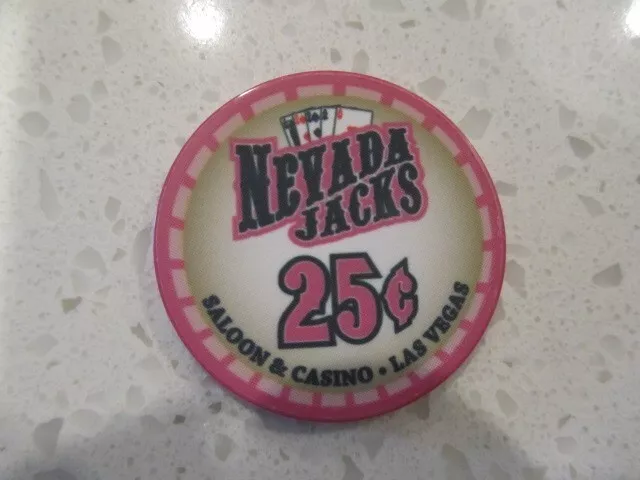 NEVADA
JACKS
25¢
SALOON & CASINO • LAS VEGAS